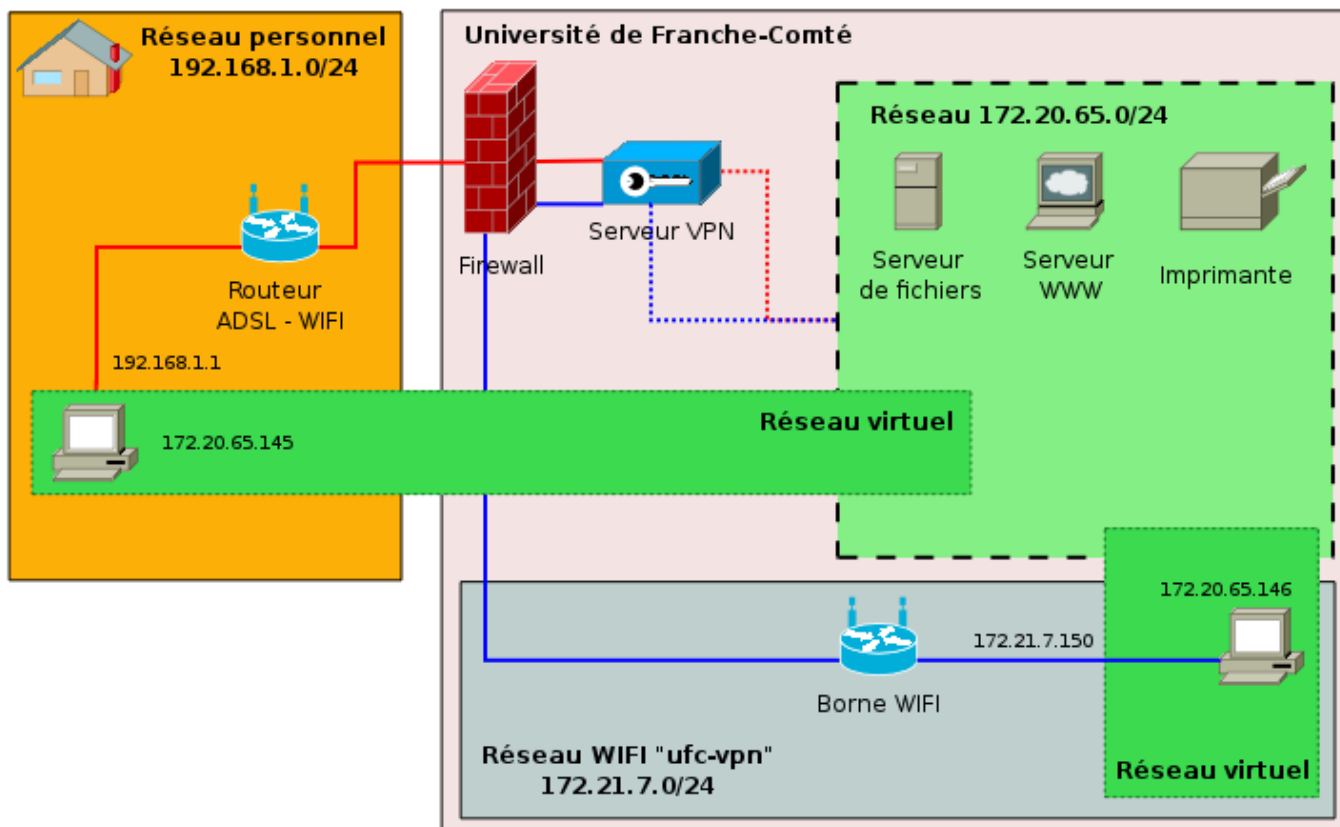 Réseau personnel
192.168.1.0/24
Université de Franche-Comté
Réseau 172.20.65.0/24
Serveur VPN
Firewall
Serveur
de fichiers
Serveur
WWW
Imprimante
Routeur
ADSL - WIFI
192.168.1.1
172.20.65.145
Réseau virtuel
172.20.65.146
172.21.7.150
Borne WIFI
Réseau WIFI "ufc-vpn"
172.21.7.0/24
Réseau virtuel